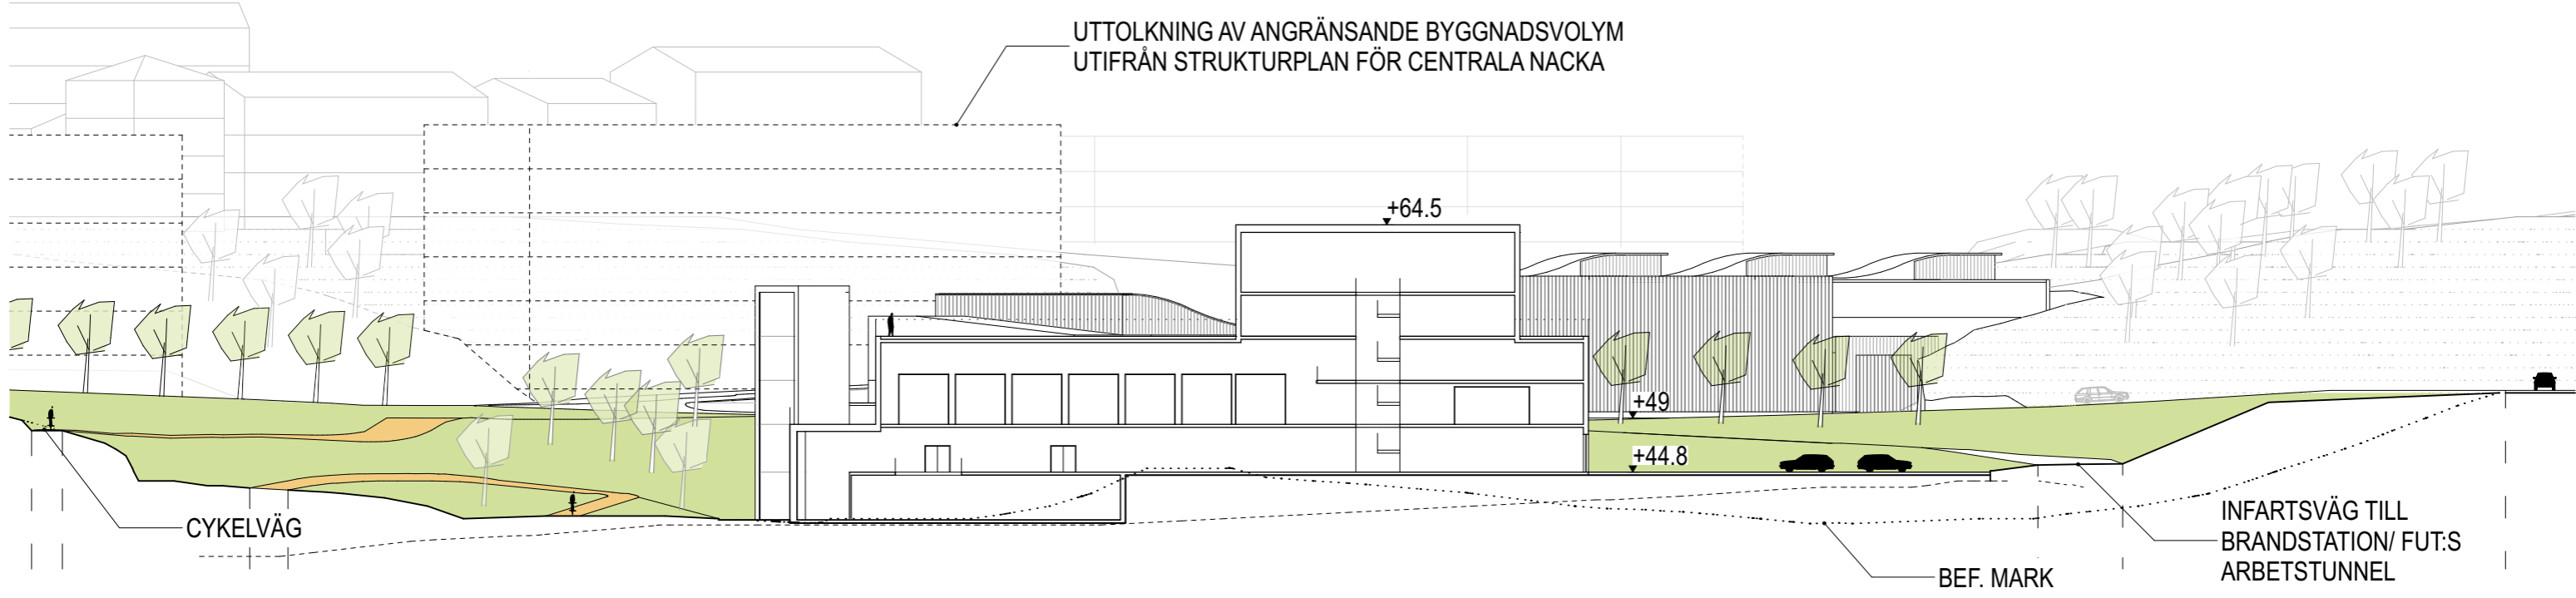 UTTOLKNING AV ANGRÄNSANDE BYGGNADSVOLYM
UTIFRÅN STRUKTURPLAN FÖR CENTRALA NACKA
+64.5
+49
+44.8
CYKELVÄG
INFARTSVÄG TILL
BRANDSTATION/ FUT:S
ARBETSTUNNEL
BEF. MARK